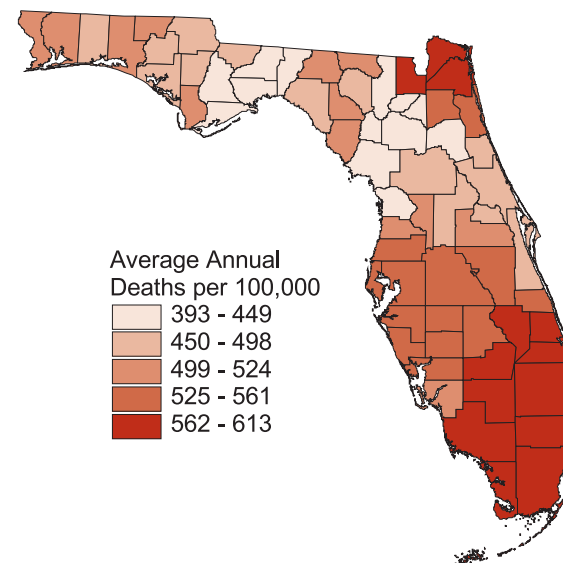 Average Annual
Deaths per 100,000
393 - 449
450 - 498
499 - 524
525 - 561
562 - 613